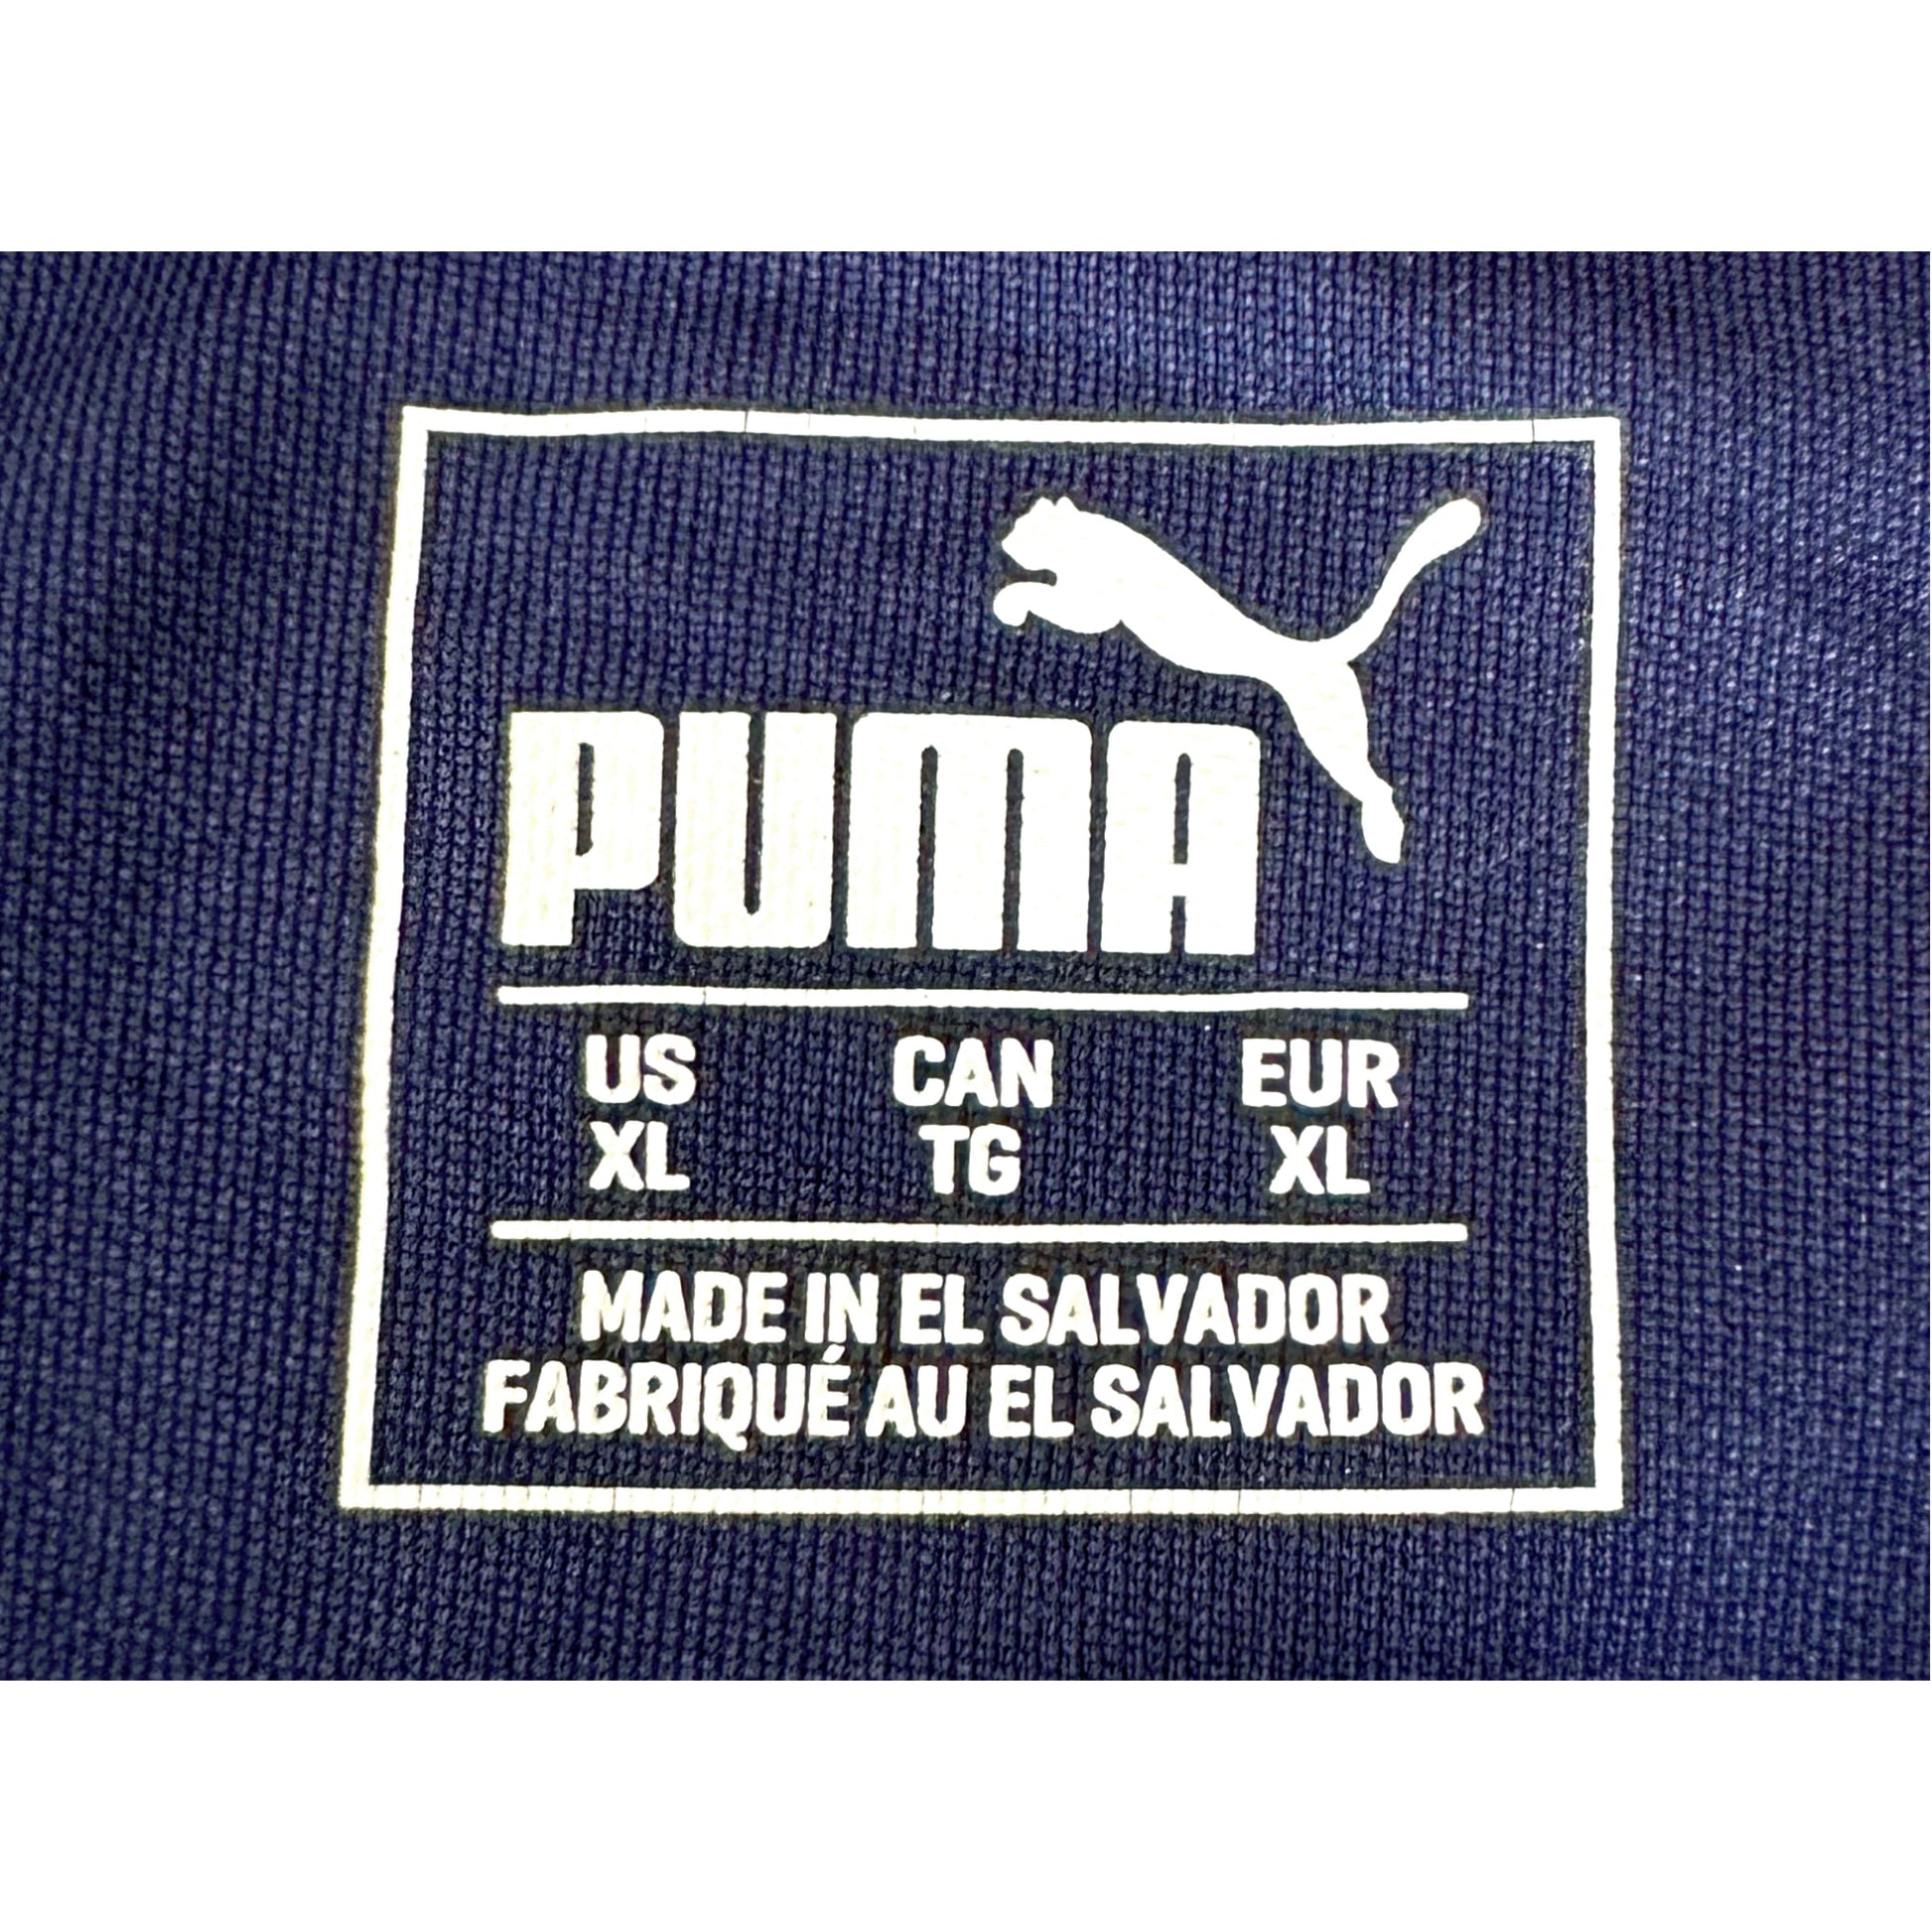 PUMA
US CAN EUR
XL TG XL
MADE IN EL SALVADOR
FABRIQUÉ AU EL SALVADOR